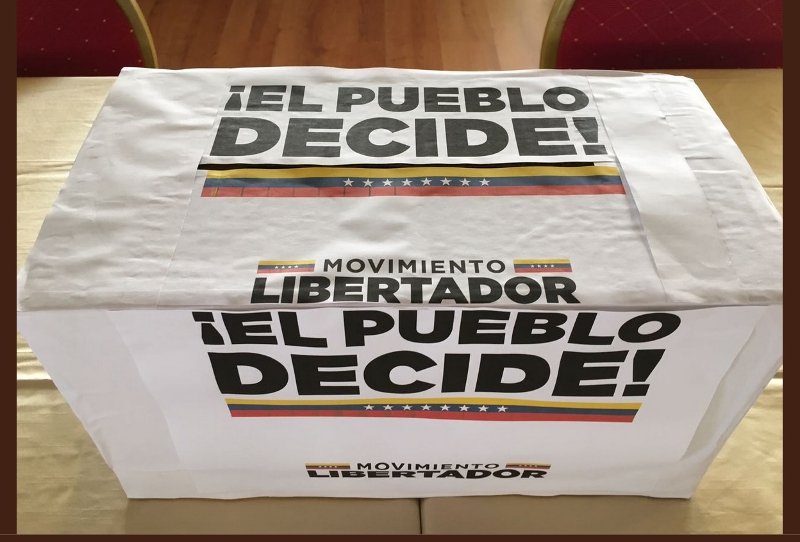 ¡EL PUEBLO
DECIDE!
MOVIMIENTO
LIBERTADOR
¡EL PUEBLO
DECIDE!
MOVIMIENTO
LIBERTADOR